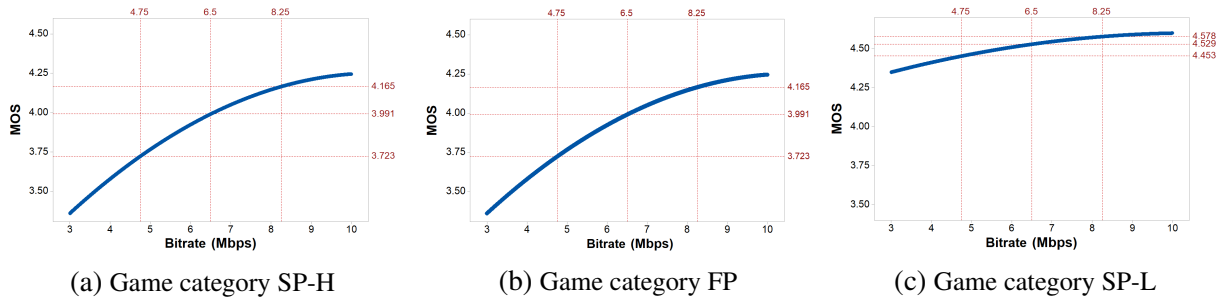 4.75 6.5 8.25
4.50
4.25
4.165
4.00
3.991
3.75
3.723
3.50
MOS
3 4 5 6 7 8 9 10
Bitrate (Mbps)
(a) Game category SP-H
4.75 6.5 8.25
4.50
4.25
4.165
4.00
3.991
3.75
3.723
3.50
MOS
3 4 5 6 7 8 9 10
Bitrate (Mbps)
(b) Game category FP
4.75 6.5 8.25
4.578
4.529
4.50
4.453
4.25
4.00
3.75
3.50
MOS
3 4 5 6 7 8 9 10
Bitrate (Mbps)
(c) Game category SP-L